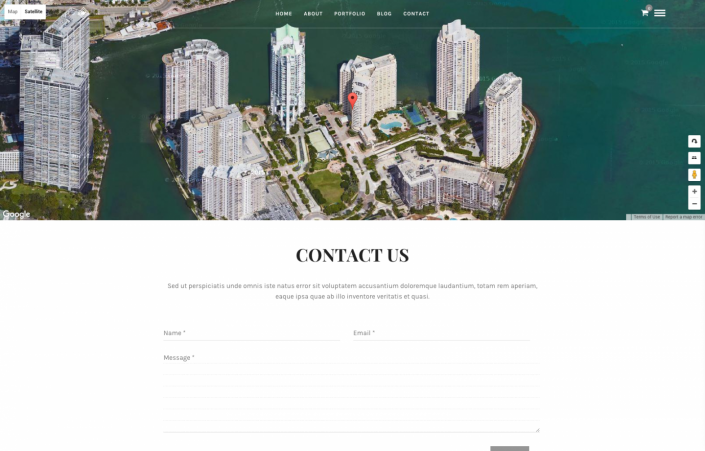 Map Satellite
HOME ABOUT PORTFOLIO BLOG CONTACT
Google
Terms of Use Report a map error
CONTACT US
Sed ut perspiciatis unde omnis iste natus error sit voluptatem accusantium doloremque laudantium, totam rem aperiam,
eaque ipsa quae ab illo inventore veritatis et quasi.
Name * Email *
Message *